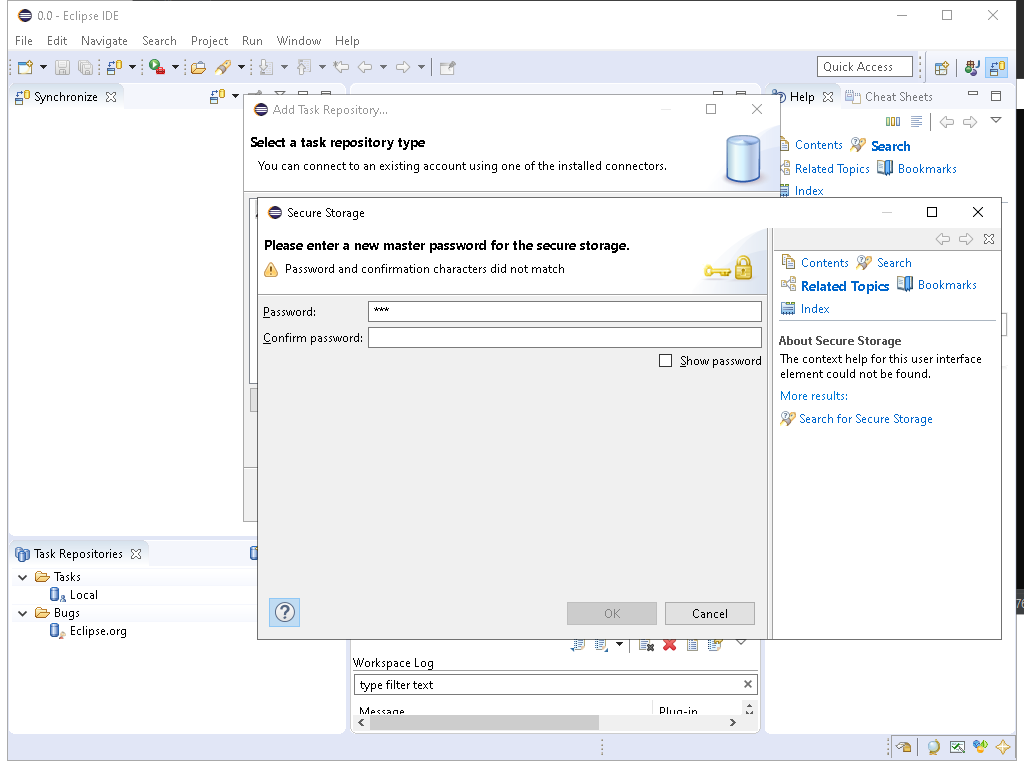 0.0 - Eclipse IDE
File Edit Navigate Search Project Run Window Help
Quick Access
Synchronize
Help Cheat Sheets
Add Task Repository...
Select a task repository type
You can connect to an existing account using one of the installed connectors.
Contents Search
Related Topics Bookmarks
Index
Secure Storage
Please enter a new master password for the secure storage.
Password and confirmation characters did not match
Password: ***
Confirm password:
Show password
Contents Search
Related Topics Bookmarks
Index
About Secure Storage
The context help for this user interface
element could not be found.
More results:
Search for Secure Storage
OK Cancel
Task Repositories
Tasks
Local
Bugs
Eclipse.org
Workspace Log
type filter text
Message Plug-in